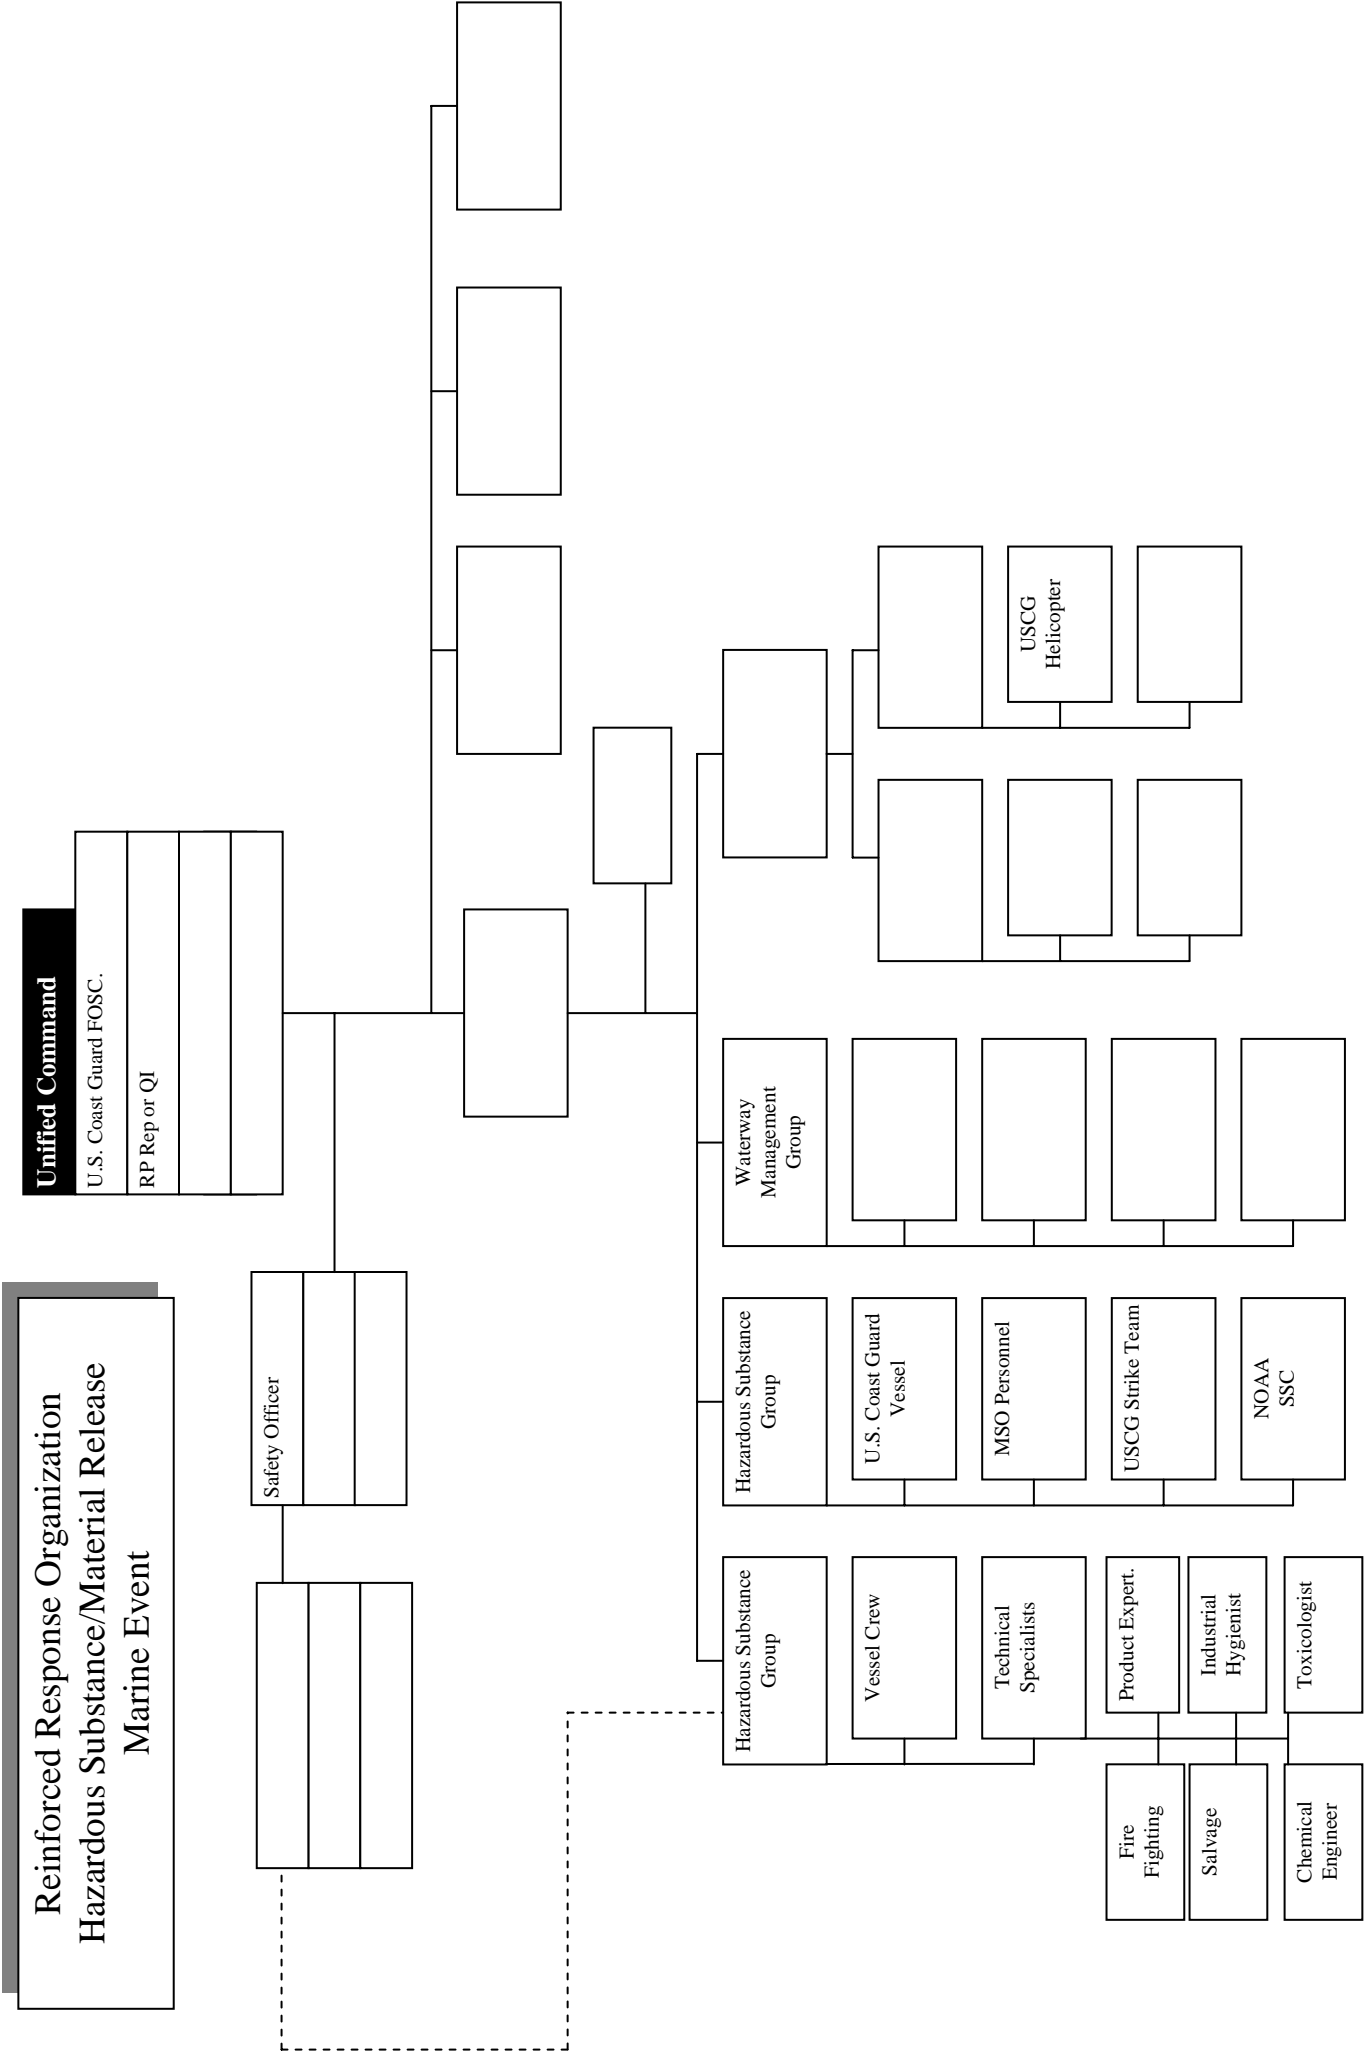 Reinforced Response Organization
Hazardous Substance/Material Release
Marine Event
Unified Command
U.S. Coast Guard FOSC.
RP Rep or QI
Safety Officer
Hazardous Substance
Group
Vessel Crew
Technical
Specialists
Fire
Fighting
Product Expert.
Salvage
Industrial
Hygienist
Chemical
Engineer
Toxicologist
Hazardous Substance
Group
U.S. Coast Guard
Vessel
MSO Personnel
USCG Strike Team
NOAA
SSC
Waterway
Management
Group
USCG
Helicopter